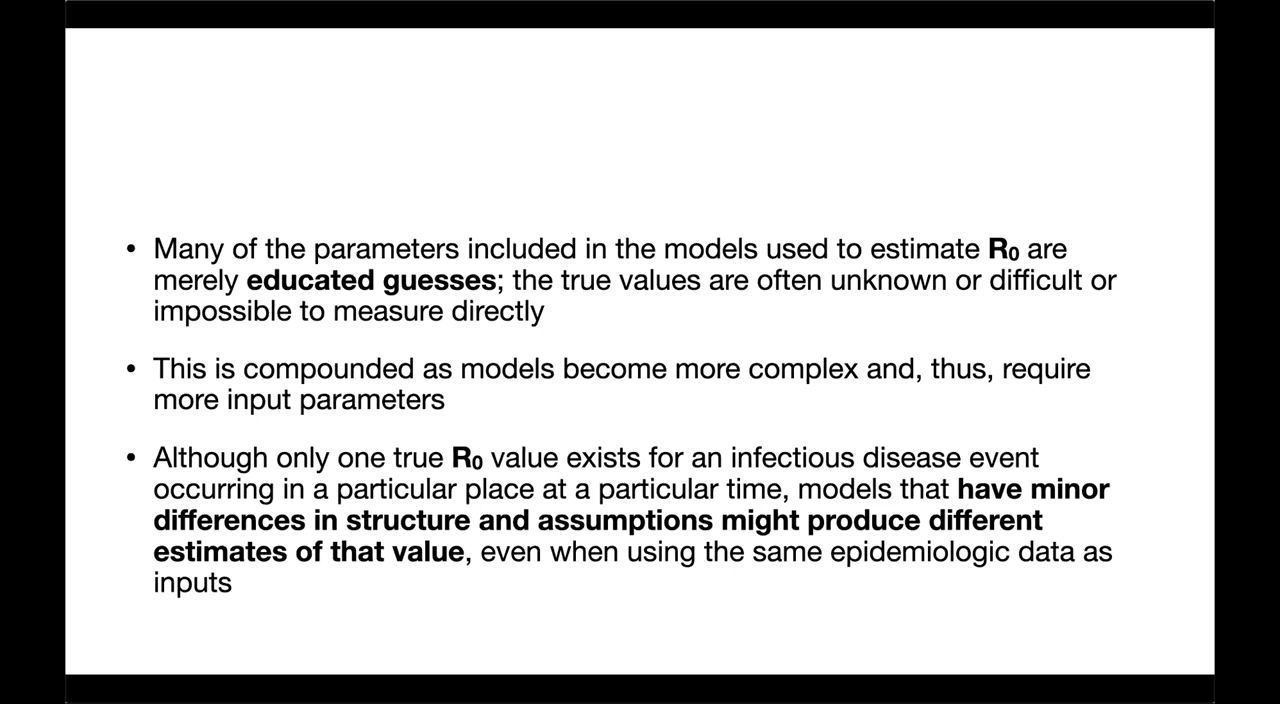 • Many of the parameters included in the models used to estimate R₀ are
merely educated guesses; the true values are often unknown or difficult or
impossible to measure directly
• This is compounded as models become more complex and, thus, require
more input parameters
• Although only one true R₀ value exists for an infectious disease event
occurring in a particular place at a particular time, models that have minor
differences in structure and assumptions might produce different
estimates of that value, even when using the same epidemiologic data as
inputs